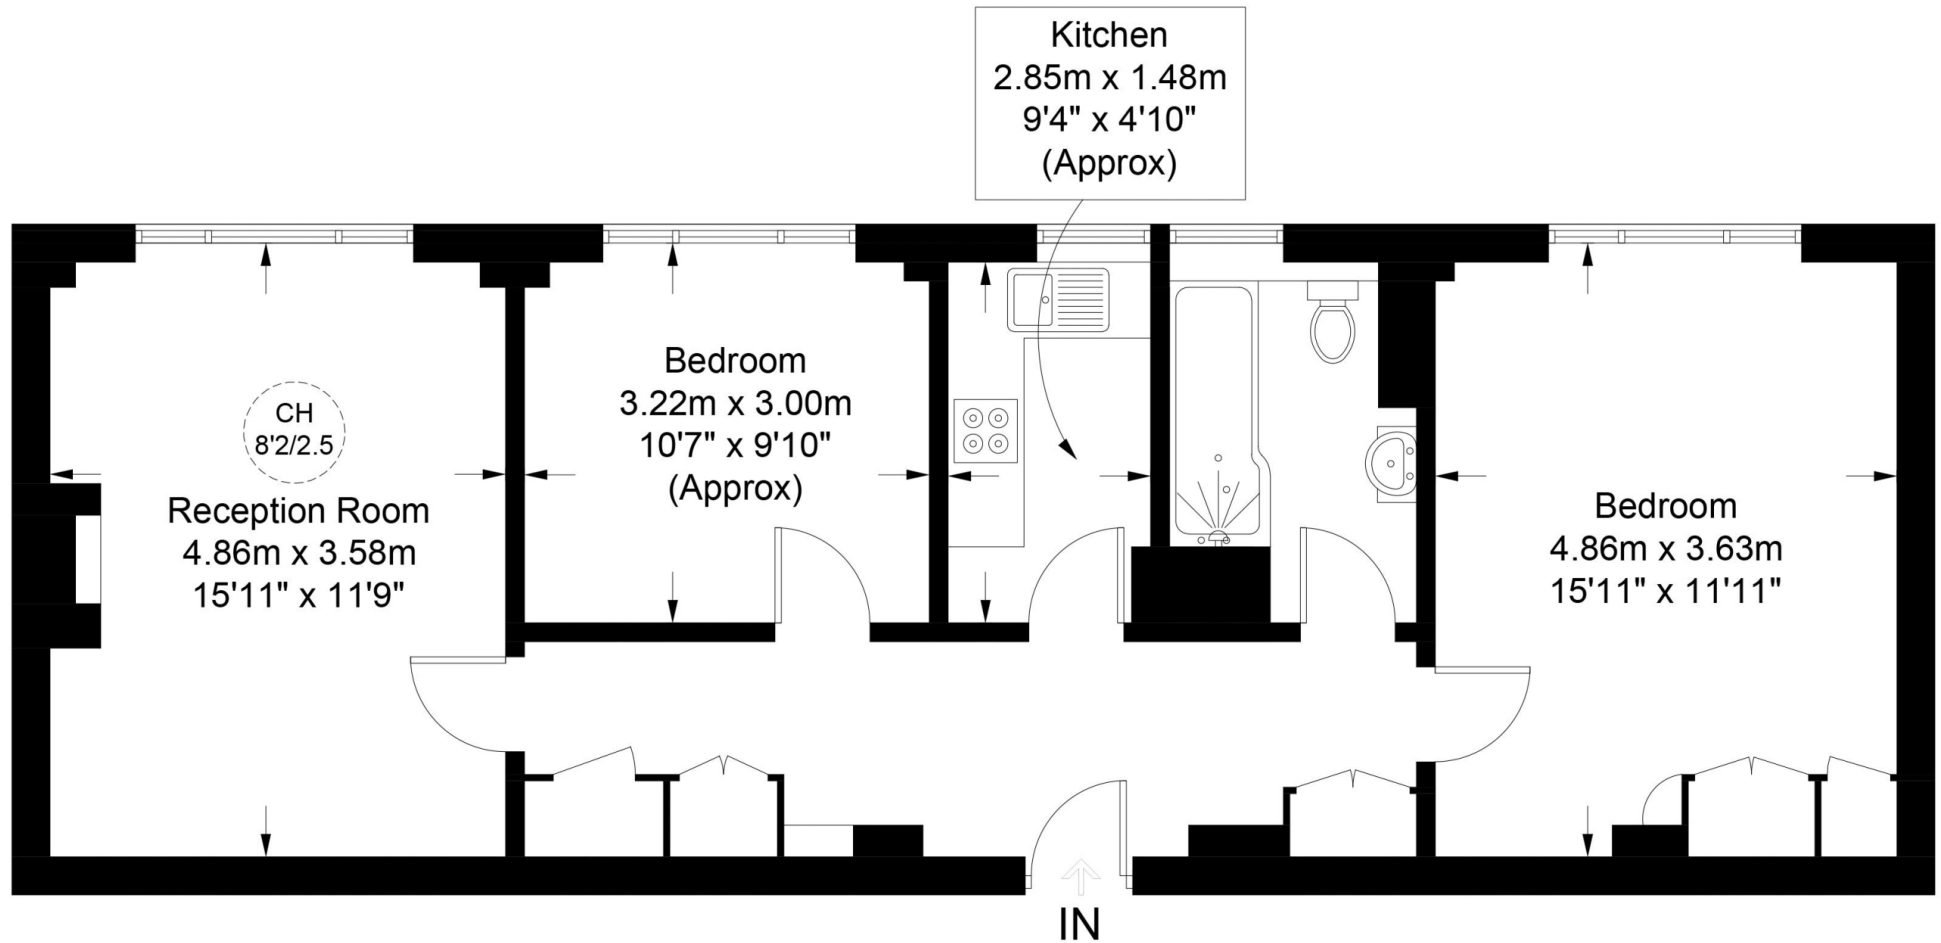 Kitchen
2.85m x 1.48m
9'4" x 4'10"
(Approx)
CH
8'2/2.5
Reception Room
4.86m x 3.58m
15'11" x 11'9"
Bedroom
3.22m x 3.00m
10'7" x 9'10"
(Approx)
Bedroom
4.86m x 3.63m
15'11" x 11'11"
IN